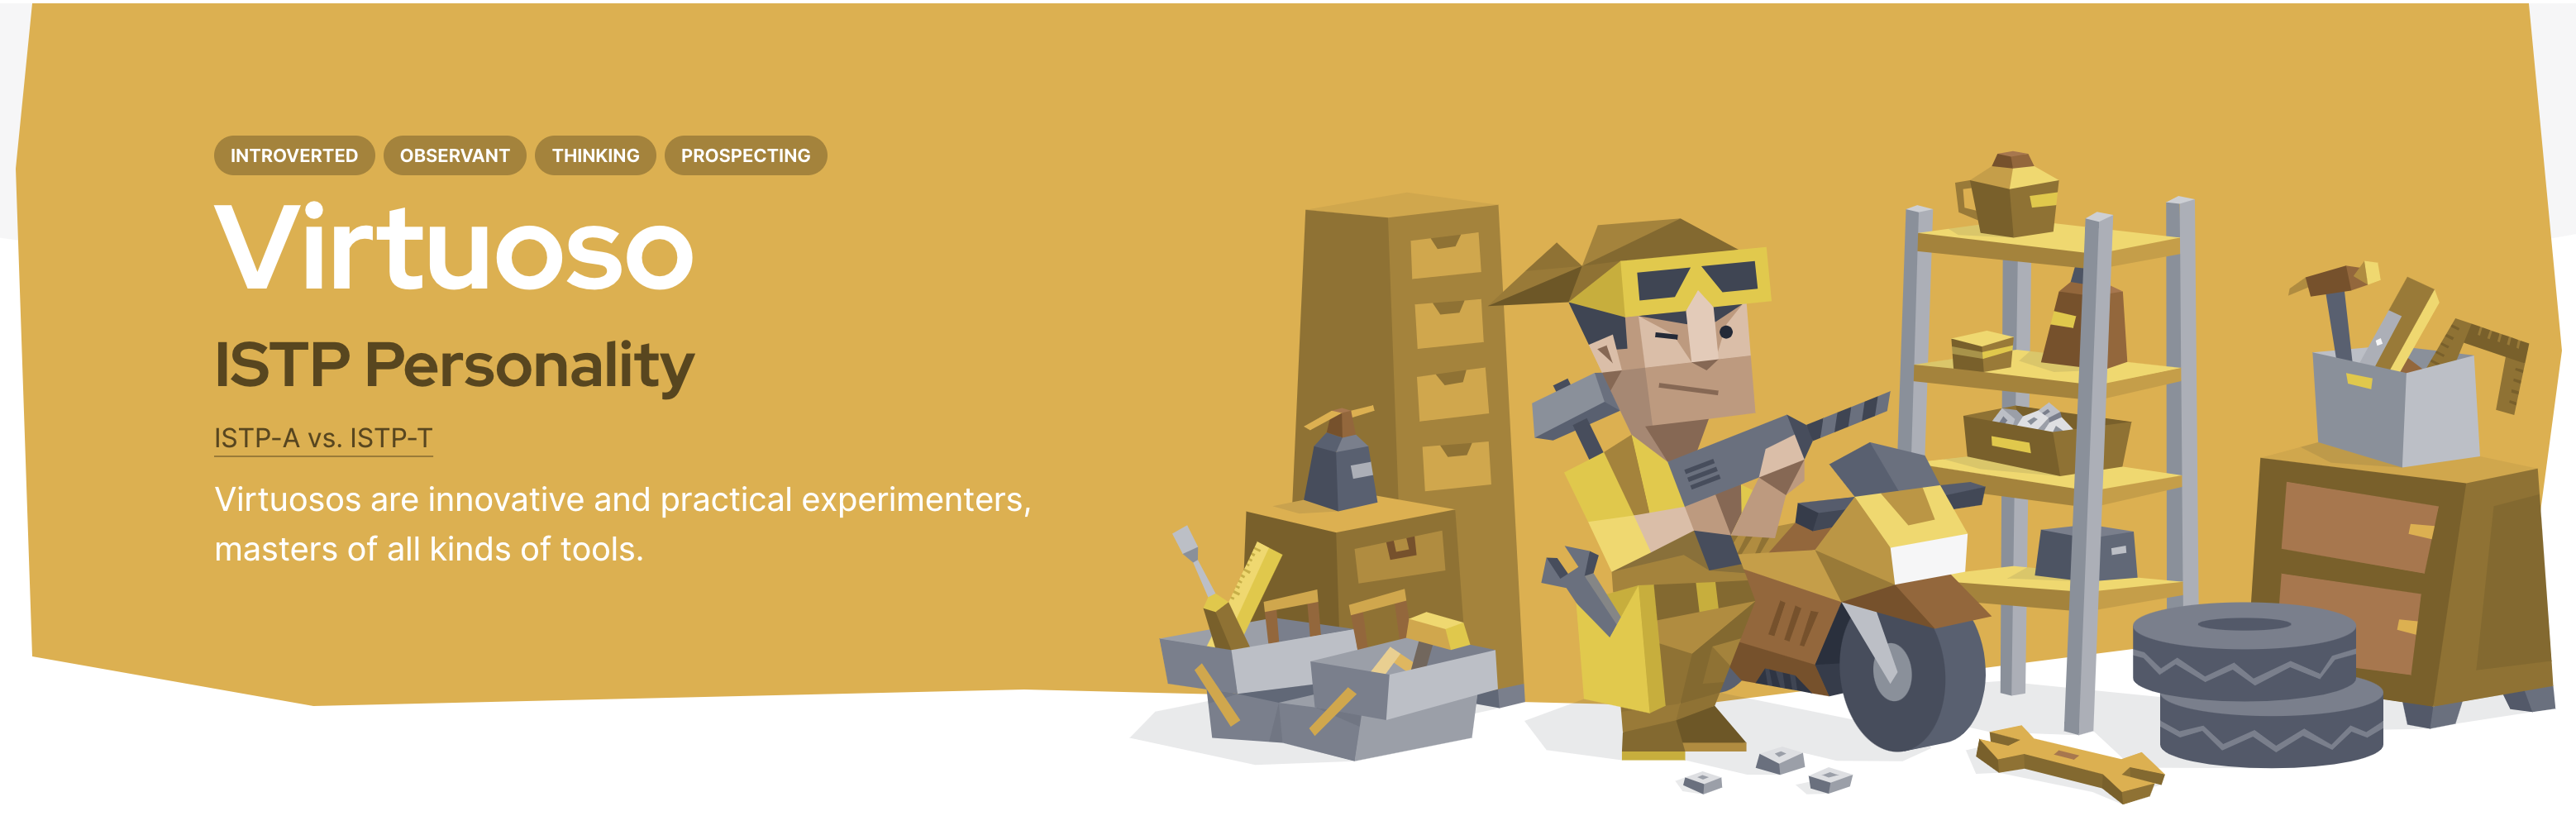 INTROVERTED OBSERVANT THINKING PROSPECTING
Virtuoso
ISTP Personality
ISTP-A vs. ISTP-T
Virtuosos are innovative and practical experimenters,
masters of all kinds of tools.